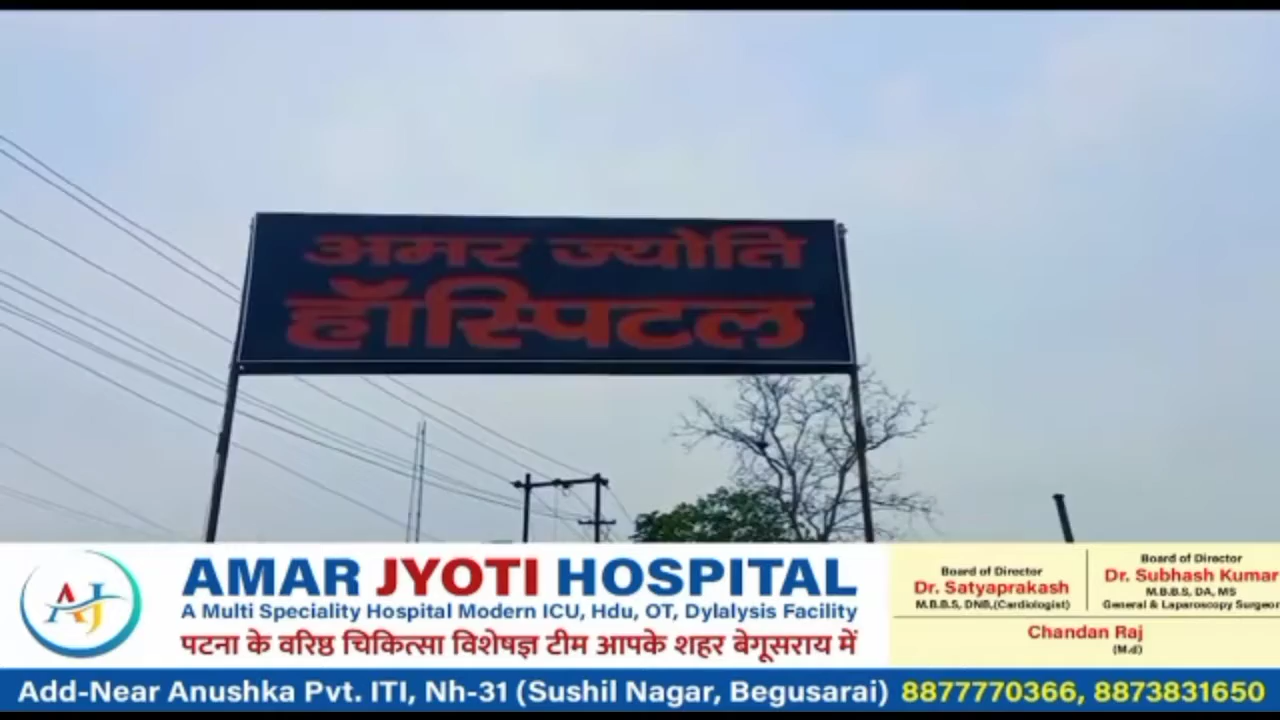 अमर ज्योति
हॉस्पिटल
AJ
AMAR JYOTI HOSPITAL
A Multi Speciality Hospital Modern ICU, Hdu, OT, Dylalysis Facility
पटना के वरिष्ठ चिकित्सा विशेषज्ञ टीम आपके शहर बेगूसराय में
Board of Director
Dr. Satyaprakash
M.B.B.S, DNB,(Cardiologist)
Board of Director
Dr. Subhash Kumar
M.B.B.S, DA, MS
General & Laparoscopy Surgeon
Chandan Raj
(M.d)
Add-Near Anushka Pvt. ITI, Nh-31 (Sushil Nagar, Begusarai) 8877770366, 8873831650